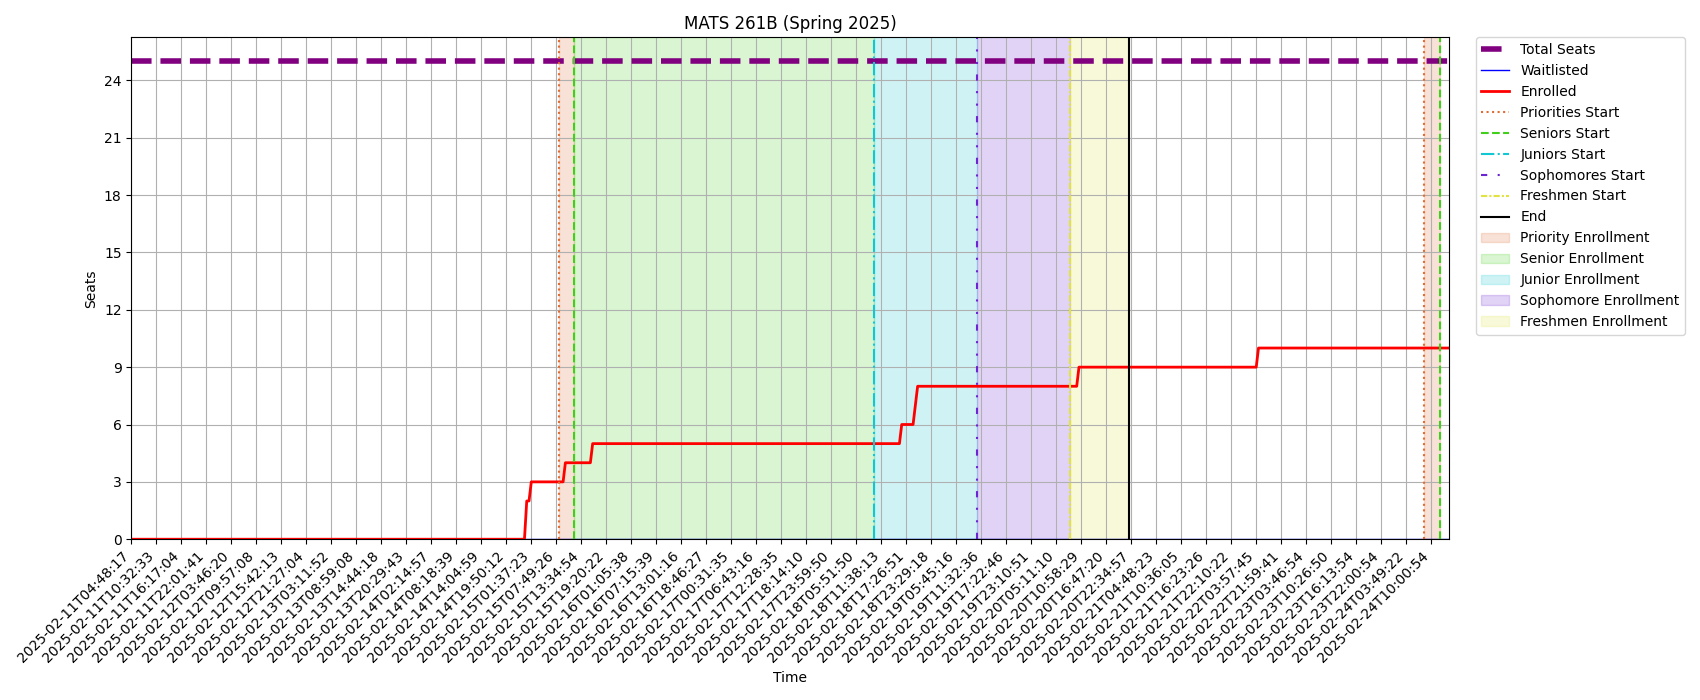 MATS 261B (Spring 2025)
Total Seats
Waitlisted
Enrolled
Priorities Start
Seniors Start
Juniors Start
Sophomores Start
Freshmen Start
End
Priority Enrollment
Senior Enrollment
Junior Enrollment
Sophomore Enrollment
Freshmen Enrollment
Seats
24
21
18
15
12
9
6
3
0
2025-02-11T04:48:17
2025-02-11T10:32:33
2025-02-11T16:17:04
2025-02-11T22:01:41
2025-02-12T03:46:20
2025-02-12T09:57:08
2025-02-12T15:42:13
2025-02-12T21:27:04
2025-02-13T03:11:52
2025-02-13T08:59:08
2025-02-13T14:44:18
2025-02-13T20:29:43
2025-02-14T02:14:57
2025-02-14T08:18:39
2025-02-14T14:04:59
2025-02-14T19:50:12
2025-02-15T01:37:23
2025-02-15T07:49:26
2025-02-15T13:34:54
2025-02-15T19:20:22
2025-02-16T01:05:38
2025-02-16T07:15:39
2025-02-16T13:01:16
2025-02-16T18:46:27
2025-02-17T00:31:35
2025-02-17T06:43:16
2025-02-17T12:28:35
2025-02-17T18:14:10
2025-02-17T23:59:50
2025-02-18T05:51:50
2025-02-18T11:38:13
2025-02-18T17:26:51
2025-02-18T23:29:18
2025-02-19T05:45:16
2025-02-19T11:32:36
2025-02-19T17:22:46
2025-02-19T23:10:51
2025-02-20T05:11:10
2025-02-20T10:58:29
2025-02-20T16:47:20
2025-02-20T22:34:57
2025-02-21T04:48:23
2025-02-21T10:36:05
2025-02-21T16:23:26
2025-02-21T22:10:22
2025-02-22T03:57:45
2025-02-22T21:59:41
2025-02-23T03:46:54
2025-02-23T10:26:50
2025-02-23T16:13:54
2025-02-23T22:00:54
2025-02-24T03:49:22
2025-02-24T10:00:54
Time